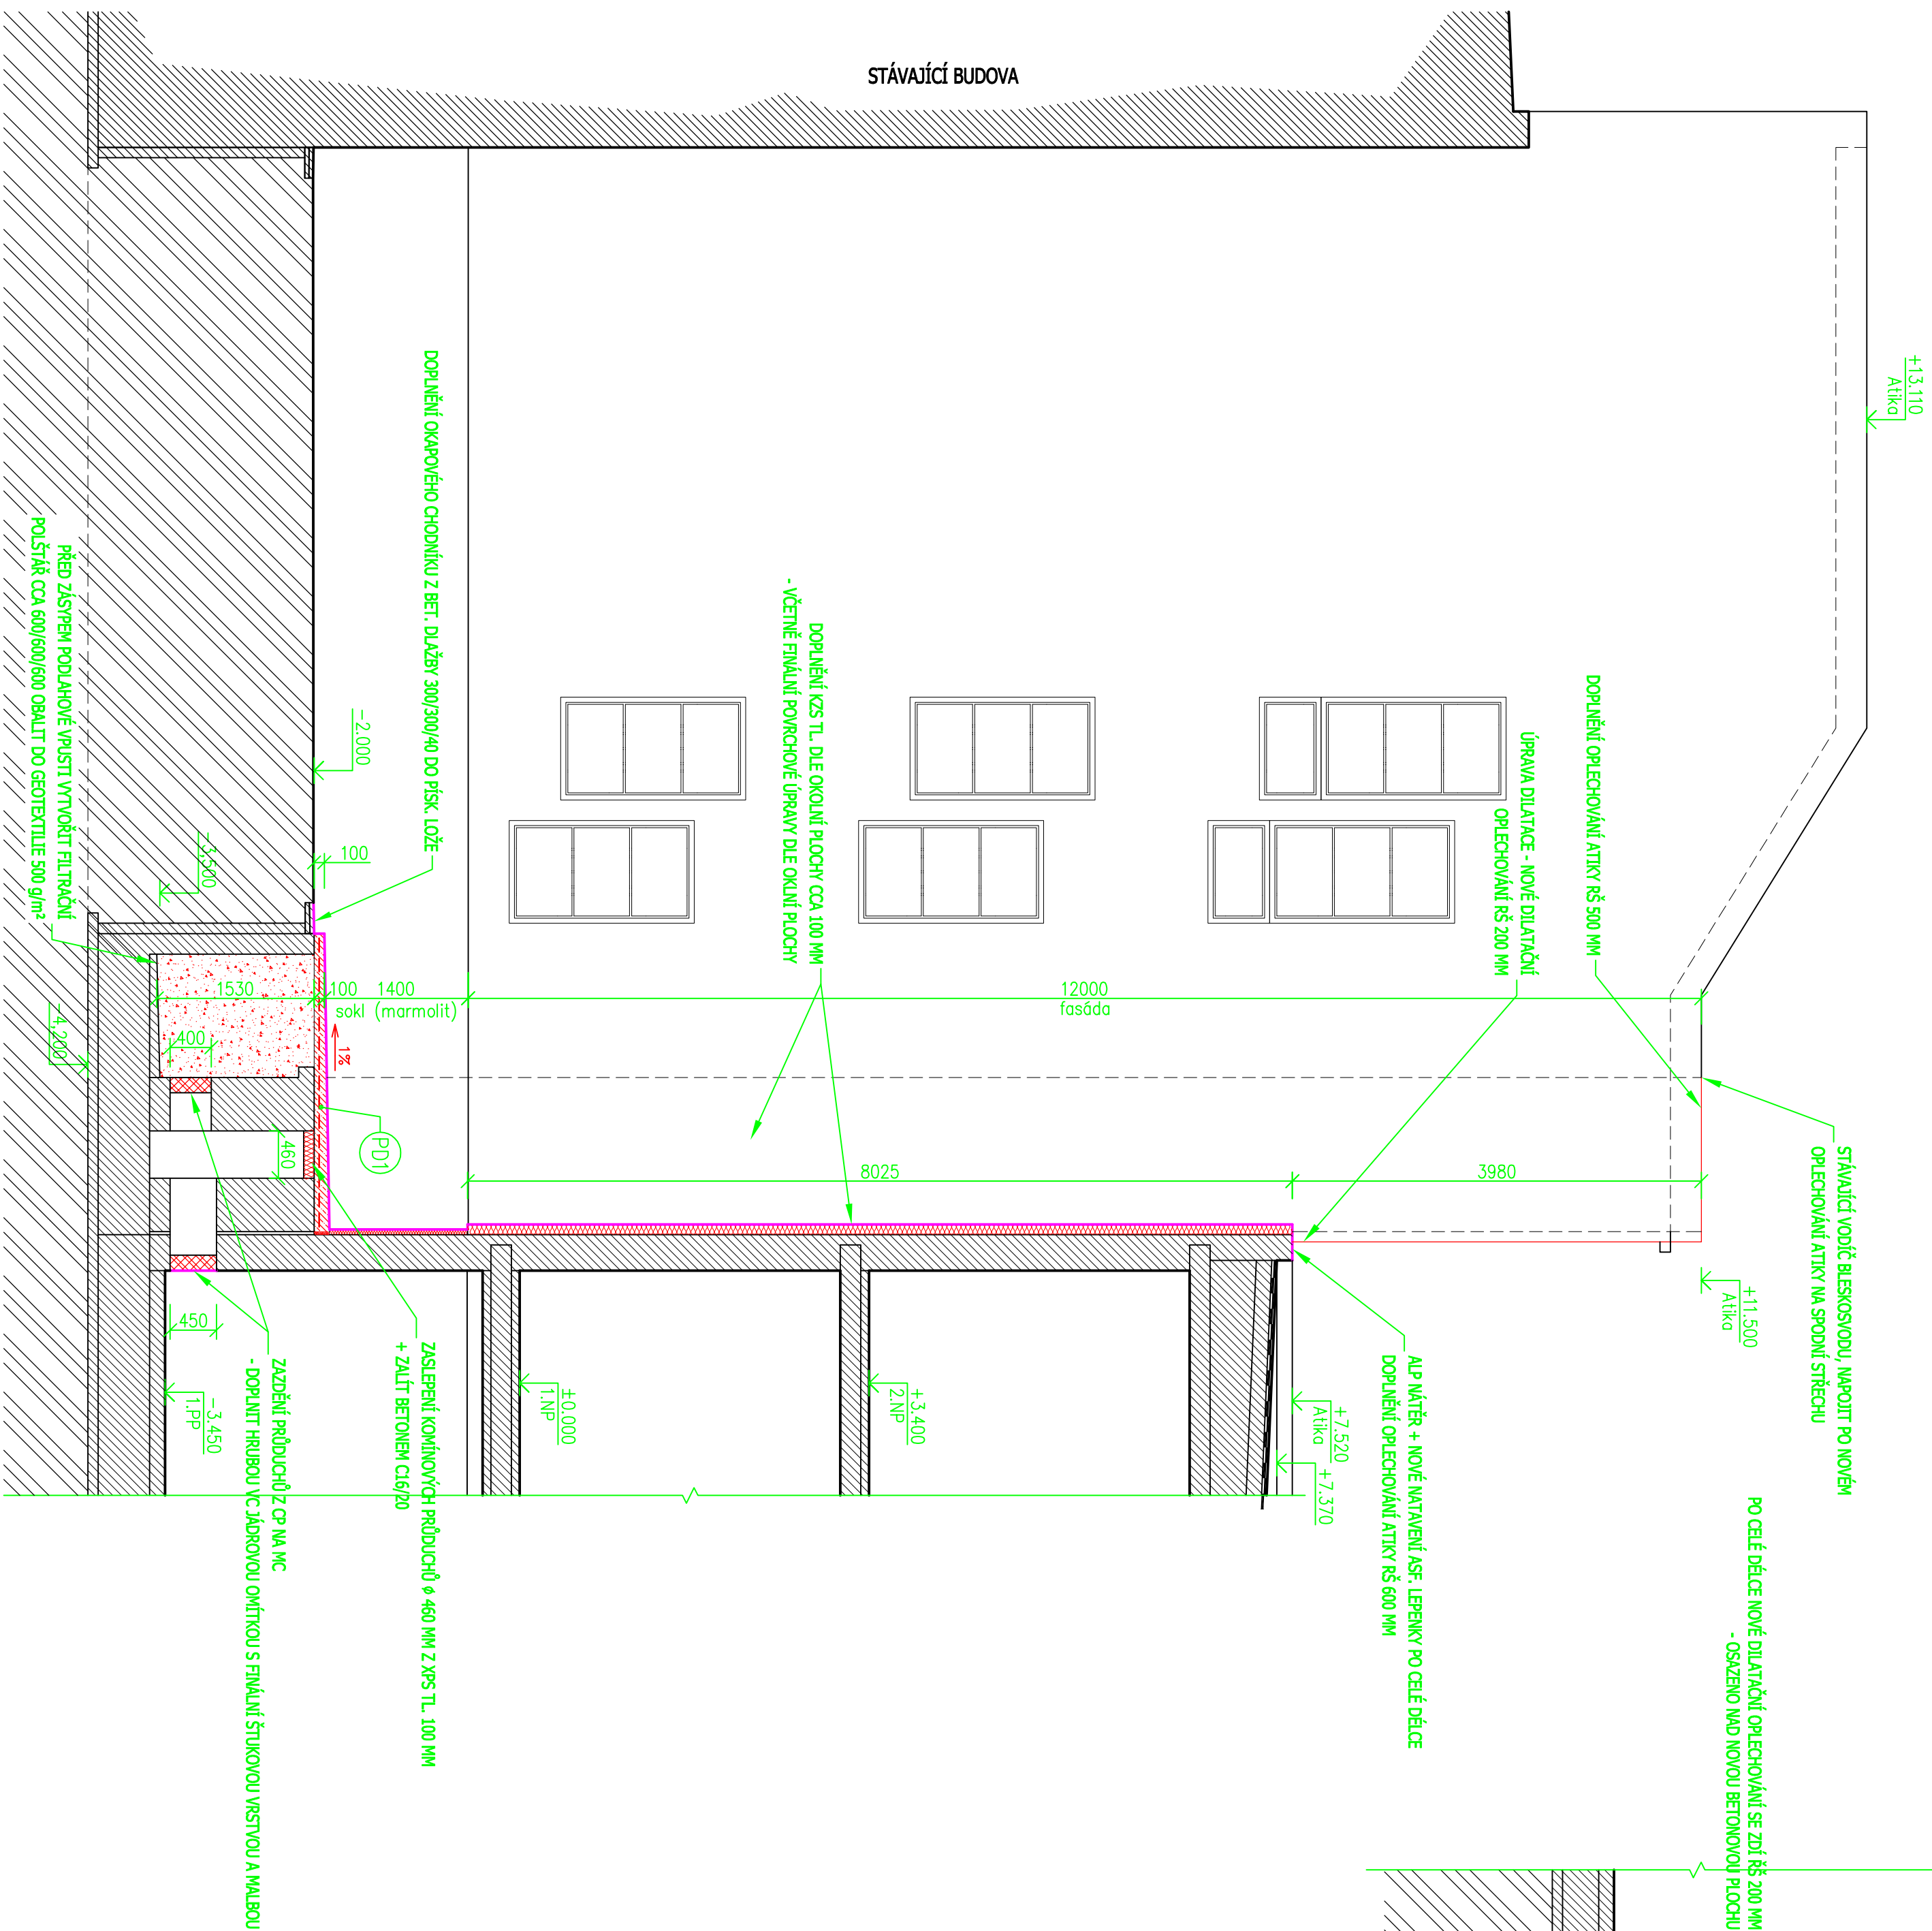 STÁVAJÍCÍ BUDOVA
+13.110
Atika
STÁVAJÍCÍ VODÍČ BLESKOSVODU, NAPOJIT PO NOVÉM
OPLECHOVÁNÍ ATIKY NA SPODNÍ STŘECHU
PO CELÉ DÉLCE NOVÉ DILATAČNÍ OPLECHOVÁNÍ SE ZDÍ RŠ 200 MM
- OSAZENO NAD NOVOU BETONOVOU PLOCHU
+11.500
Atika
DOPLNĚNÍ OPLECHOVÁNÍ ATIKY RŠ 500 MM
ÚPRAVA DILATACE - NOVÉ DILATAČNÍ
OPLECHOVÁNÍ RŠ 200 MM
3980
ALP NÁTĚR + NOVÉ NATAVENÍ ASF. LEPENKY PO CELÉ DÉLCE
DOPLNĚNÍ OPLECHOVÁNÍ ATIKY RŠ 600 MM
+7.520
Atika
+7.370
12000
fasáda
8025
+3.400
2.NP
DOPLNĚNÍ KZS TL. DLE OKOLNÍ PLOCHY CCA 100 MM
- VČETNĚ FINÁLNÍ POVRCHOVÉ ÚPRAVY DLE OKLNÍ PLOCHY
±0.000
1.NP
DOPLNĚNÍ OKAPOVÉHO CHODNÍKU Z BET. DLAŽBY 300/300/40 DO PÍSK. LOŽE
1400
sokl (marmolit)
100
100
1%
PD1
-2.000
ZASLEPENÍ KOMÍNOVÝCH PRŮDUCHŮ ø 460 MM Z XPS TL. 100 MM
+ ZALÍT BETONEM C16/20
460
1530
400
450
-3,500
-3.450
1.PP
ZAZDĚNÍ PRŮDUCHŮ Z CP NA MC
- DOPLNIT HRUBOU VC JÁDROVOU OMÍTKOU S FINÁLNÍ ŠTUKOVOU VRSTVOU A MALBOU
-4,200
PŘED ZÁSYPEM PODLAHOVÉ VPUSTI VYTVOŘIT FILTRAČNÍ
POLŠTÁŘ CCA 600/600/600 OBALIT DO GEOTEXTILIE 500 g/m²